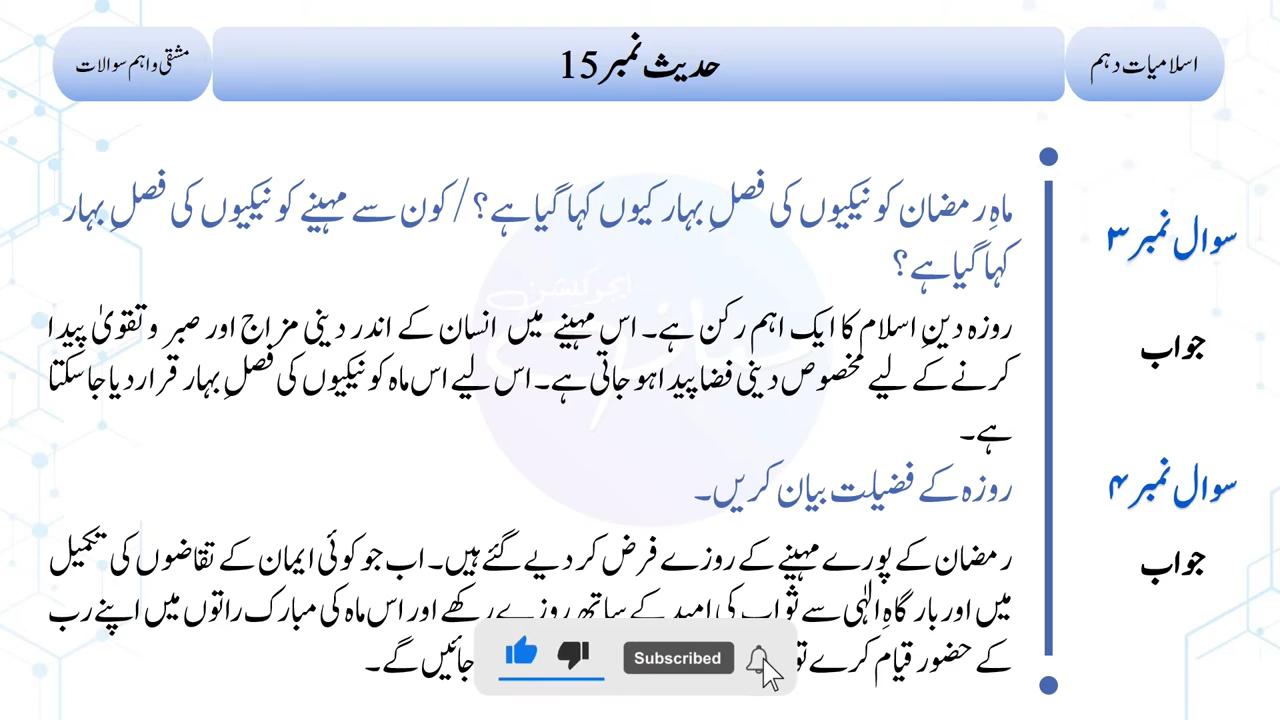 اسلامیات دہم
حدیث نمبر 15
مشقی و اہم سوالات
سوال نمبر ۳
ماہِ رمضان کو نیکیوں کی فصلِ بہار کیوں کہا گیا ہے؟ / کون سے مہینے کو نیکیوں کی فصلِ بہار
کہا گیا ہے؟
جواب
روزہ دینِ اسلام کا ایک اہم رکن ہے۔ اس مہینے میں انسان کے اندر دینی مزاج اور صبر و تقویٰ پیدا
کرنے کے لیے مخصوص دینی فضا پیدا ہو جاتی ہے۔ اس لیے اس ماہ کو نیکیوں کی فصلِ بہار قرار دیا جا سکتا
ہے۔
سوال نمبر ۴
روزہ کے فضیلت بیان کریں۔
جواب
رمضان کے پورے مہینے کے روزے فرض کر دیے گئے ہیں۔ اب جو کوئی ایمان کے تقاضوں کی تکمیل
میں اور بارگاہِ الٰہی سے ثواب کی امید کے ساتھ روزے رکھے اور اس ماہ کی مبارک راتوں میں اپنے رب
کے حضور قیام کرے تو جائیں گے۔
Subscribed
ایجوکیشن